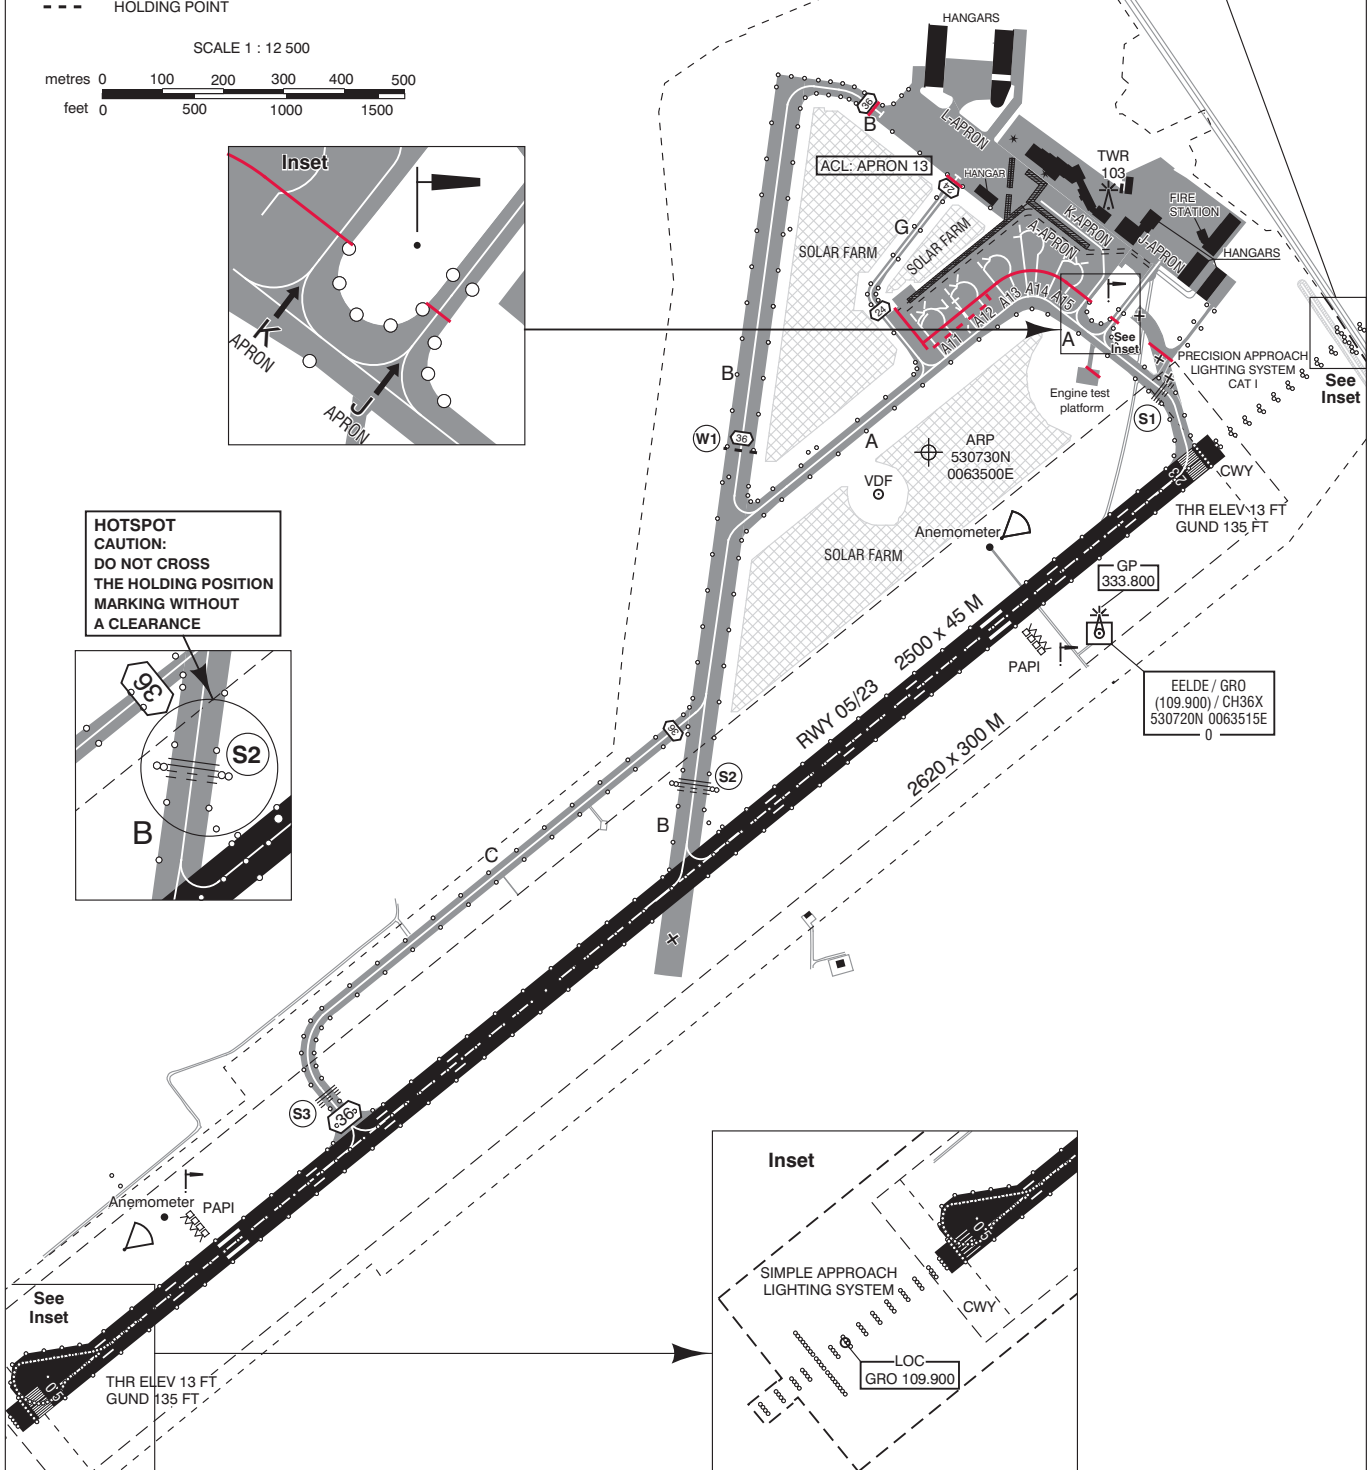 HOLDING POINT
SCALE 1 : 12 500
metres 0 100 200 300 400 500
feet 0 500 1000 1500
Inset
K
APRON
J
APRON
HANGARS
36
B
L-APRON
ACL: APRON 13
HANGAR
TWR
103
FIRE
STATION
24
G
SOLAR FARM
SOLAR FARM
K-APRON
A-APRON
J-APRON
HANGARS
24
A11
A12
A13
A14
A15
A
See
Inset
PRECISION APPROACH
LIGHTING SYSTEM
CAT I
See
Inset
Engine test
platform
S1
B
W1
36
A
ARP
530730N
0063500E
VDF
23
CWY
THR ELEV 13 FT
GUND 135 FT
Anemometer
SOLAR FARM
GP
333.800
HOTSPOT
CAUTION:
DO NOT CROSS
THE HOLDING POSITION
MARKING WITHOUT
A CLEARANCE
36
S2
B
PAPI
EELDE / GRO
(109.900) / CH36X
530720N 0063515E
0
RWY 05/23
2500 x 45 M
2620 x 300 M
36
S2
B
C
S3
36
Anemometer
PAPI
See
Inset
05
THR ELEV 13 FT
GUND 135 FT
Inset
05
SIMPLE APPROACH
LIGHTING SYSTEM
CWY
LOC
GRO 109.900